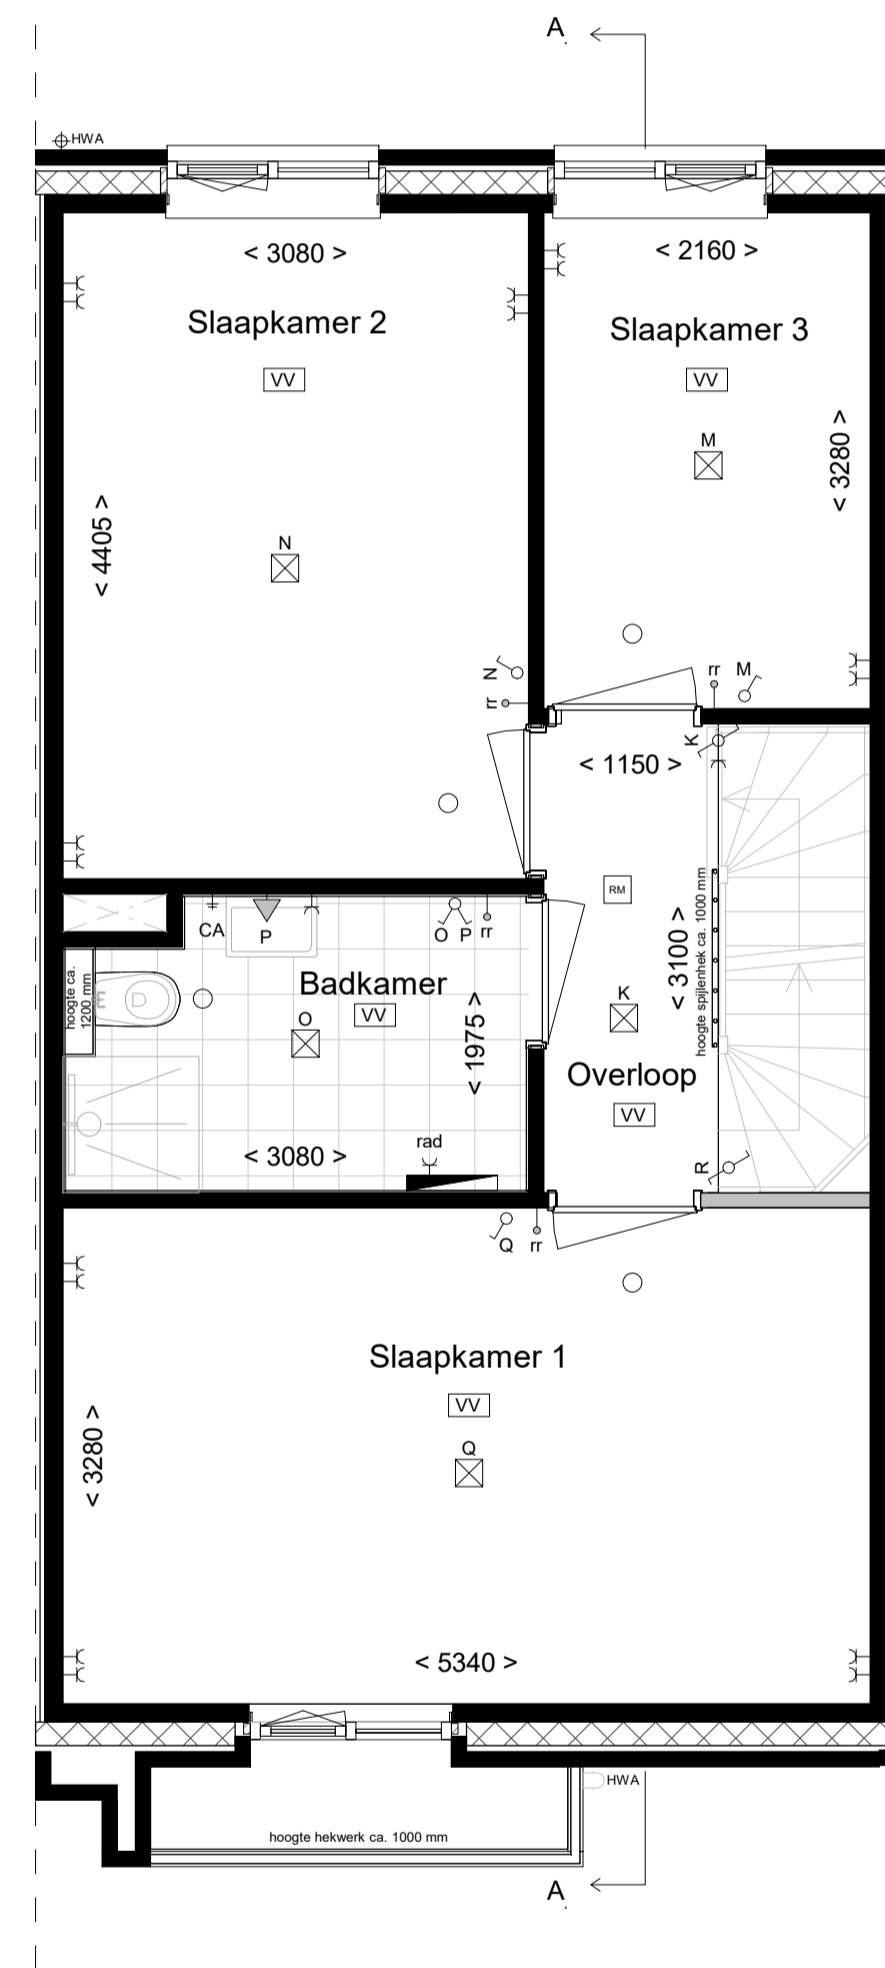 A
HWA
< 3080 >
< 2160 >
Slaapkamer 2
Slaapkamer 3
VV
VV
M
< 3280 >
< 4405 >
N
N
rr
rr
M
K
< 1150 >
RM
CA
P
O
P
rr
hoogte ca.
1200 mm
Badkamer
VV
O
< 1975 >
< 3100 >
hoogte spijlenhek ca. 1000 mm
K
Overloop
VV
< 3080 >
rad
R
Q
rr
Slaapkamer 1
VV
Q
< 3280 >
< 5340 >
HWA
hoogte hekwerk ca. 1000 mm
A